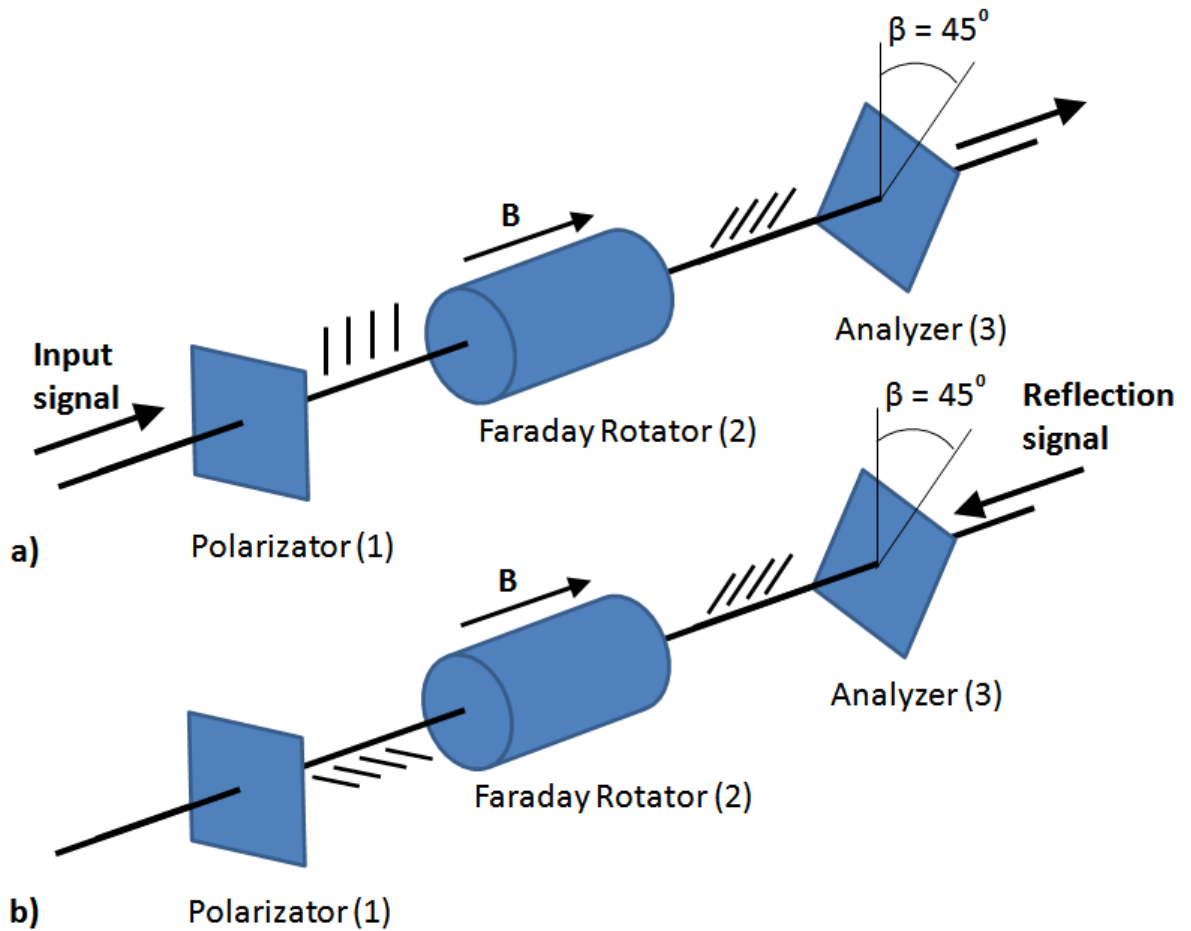 β = 45⁰
B
Analyzer (3)
Input
signal
Faraday Rotator (2)
Polarizator (1)
a)
β = 45⁰
Reflection
signal
B
Analyzer (3)
Faraday Rotator (2)
Polarizator (1)
b)